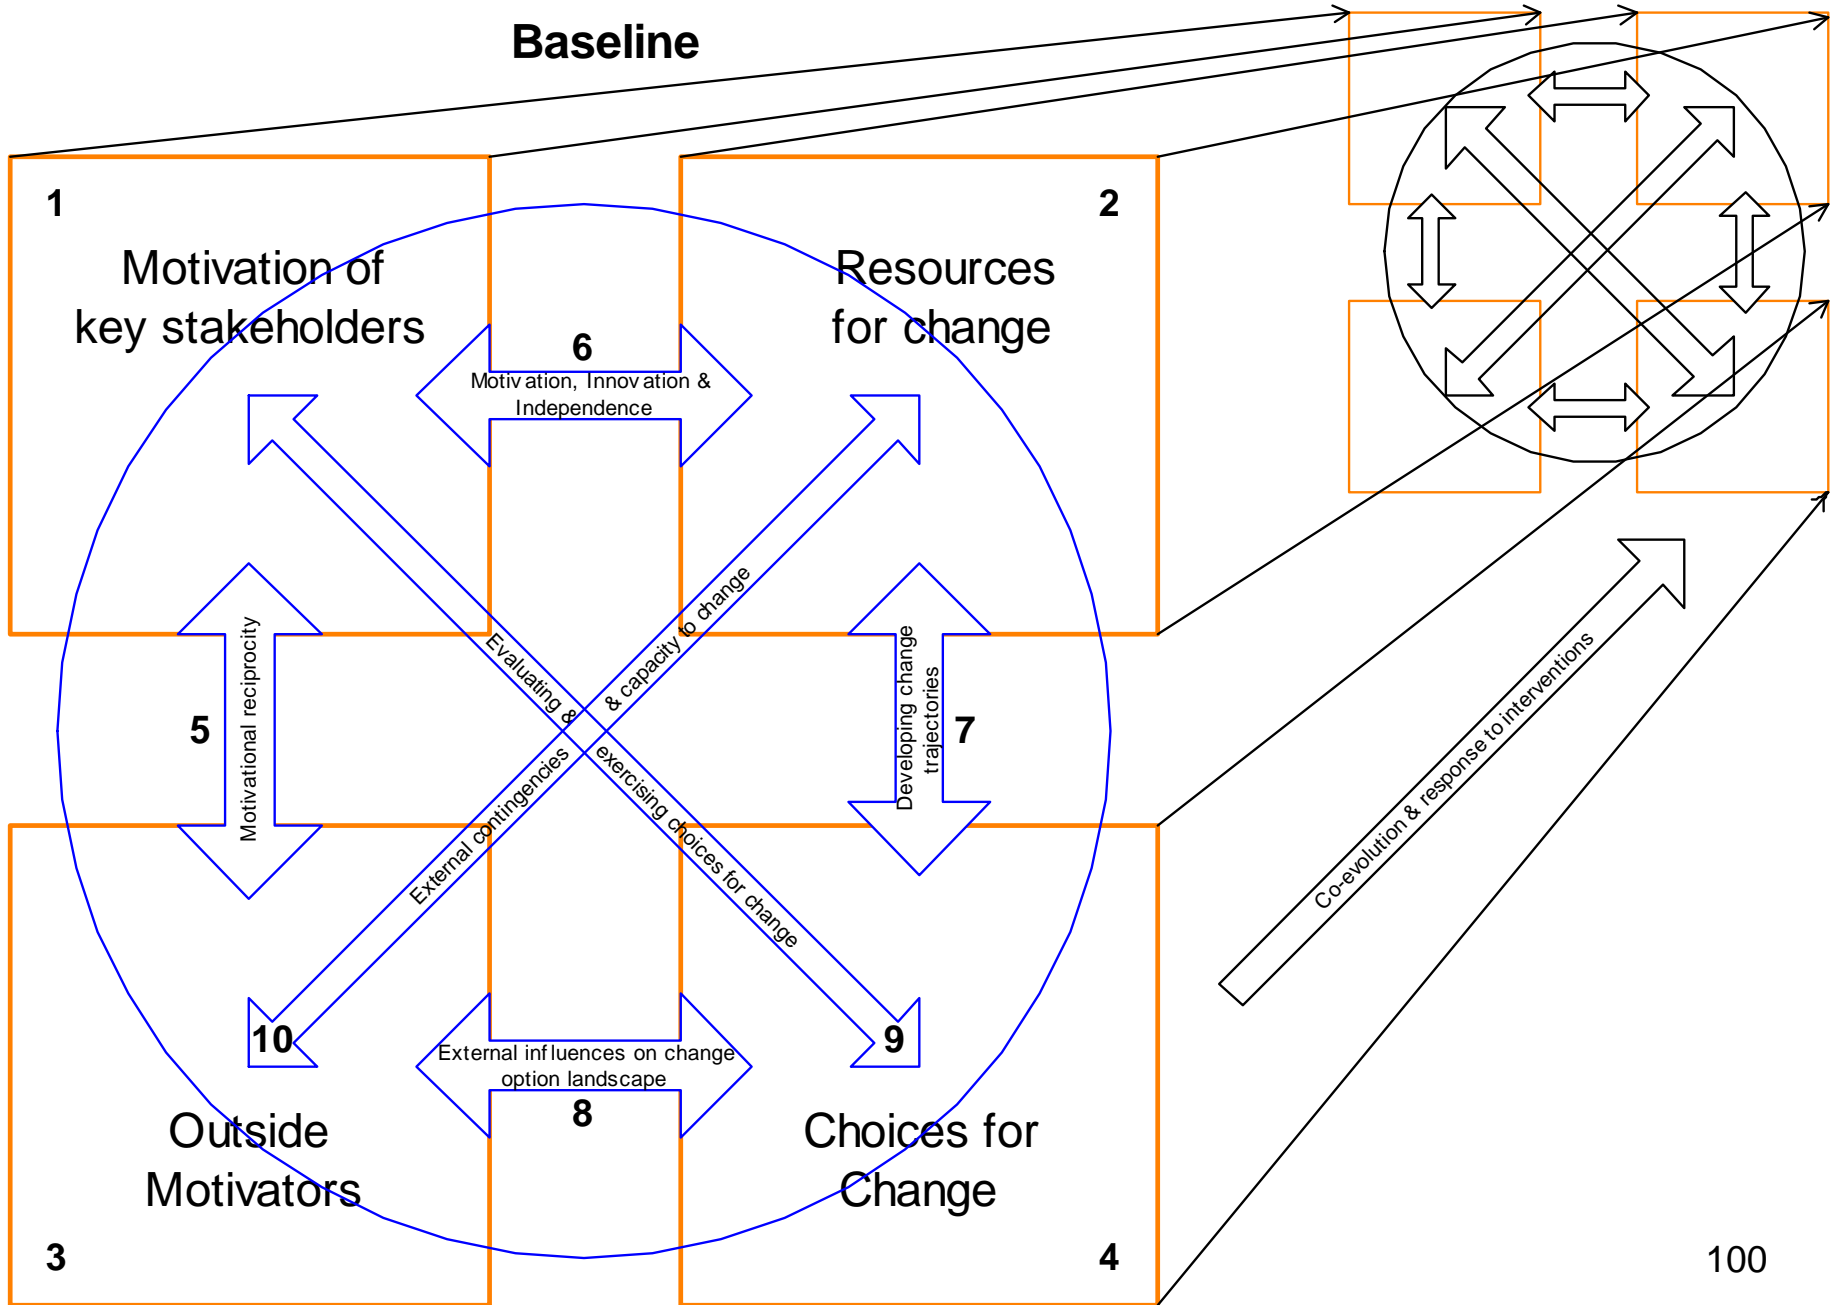 Baseline
1
2
Motivation of
key stakeholders
Resources
for change
6
Motivation, Innovation &
Independence
Evaluating &
exercising choices for change
External contingencies
& capacity to change
5
Motivational reciprocity
Developing change
trajectories
7
Co-evolution & response to interventions
10
9
External influences on change
option landscape
8
Outside
Motivators
Choices for
Change
3
4
100